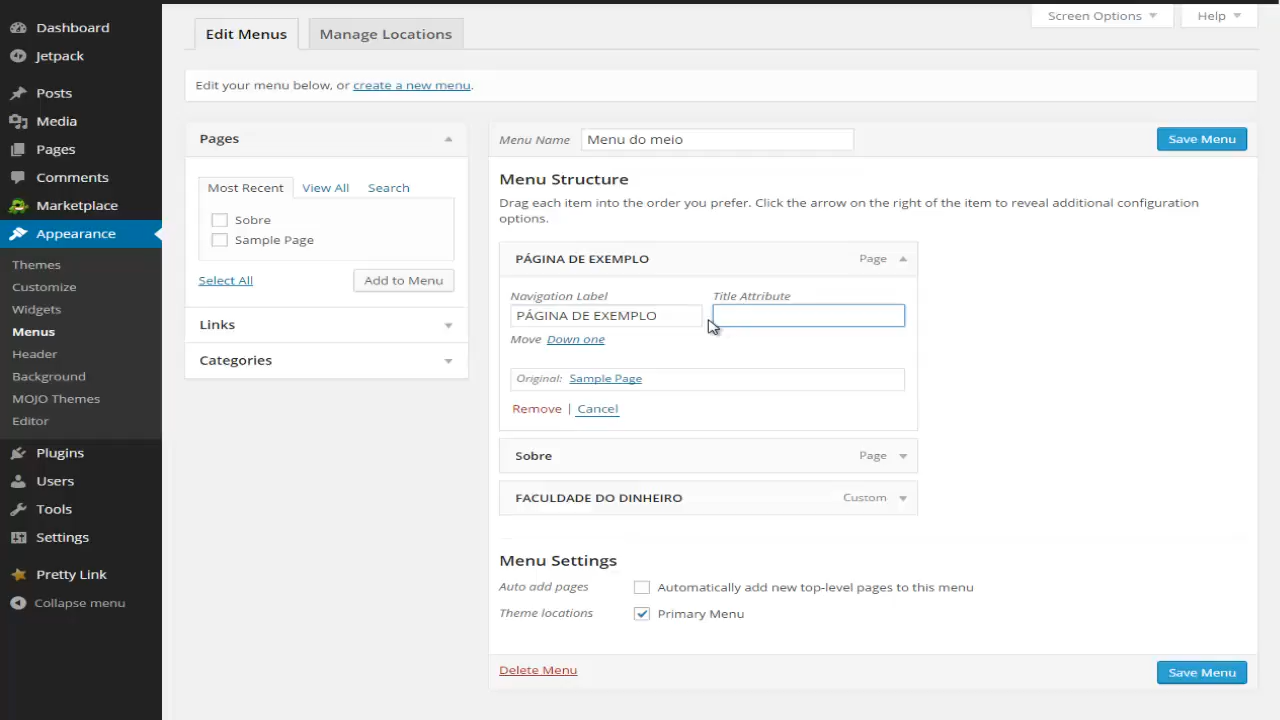 Dashboard
Jetpack
Posts
Media
Pages
Comments
Marketplace
Appearance
Themes
Customize
Widgets
Menus
Header
Background
MOJO Themes
Editor
Plugins
Users
Tools
Settings
Pretty Link
Collapse menu
Screen Options
Help
Edit Menus
Manage Locations
Edit your menu below, or create a new menu.
Pages
Most Recent
View All
Search
Sobre
Sample Page
Select All
Add to Menu
Links
Categories
Menu Name
Menu do meio
Save Menu
Menu Structure
Drag each item into the order you prefer. Click the arrow on the right of the item to reveal additional configuration
options.
PÁGINA DE EXEMPLO
Page
Navigation Label
Title Attribute
PÁGINA DE EXEMPLO
Move Down one
Original: Sample Page
Remove | Cancel
Sobre
Page
FACULDADE DO DINHEIRO
Custom
Menu Settings
Auto add pages
Automatically add new top-level pages to this menu
Theme locations
Primary Menu
Delete Menu
Save Menu